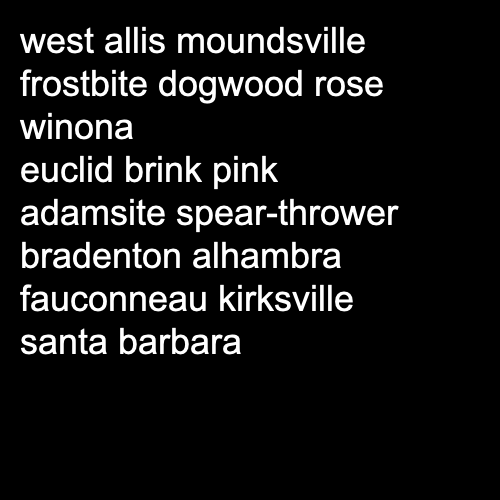 west allis moundsville
frostbite dogwood rose
winona
euclid brink pink
adamsite spear-thrower
bradenton alhambra
fauconneau kirksville
santa barbara